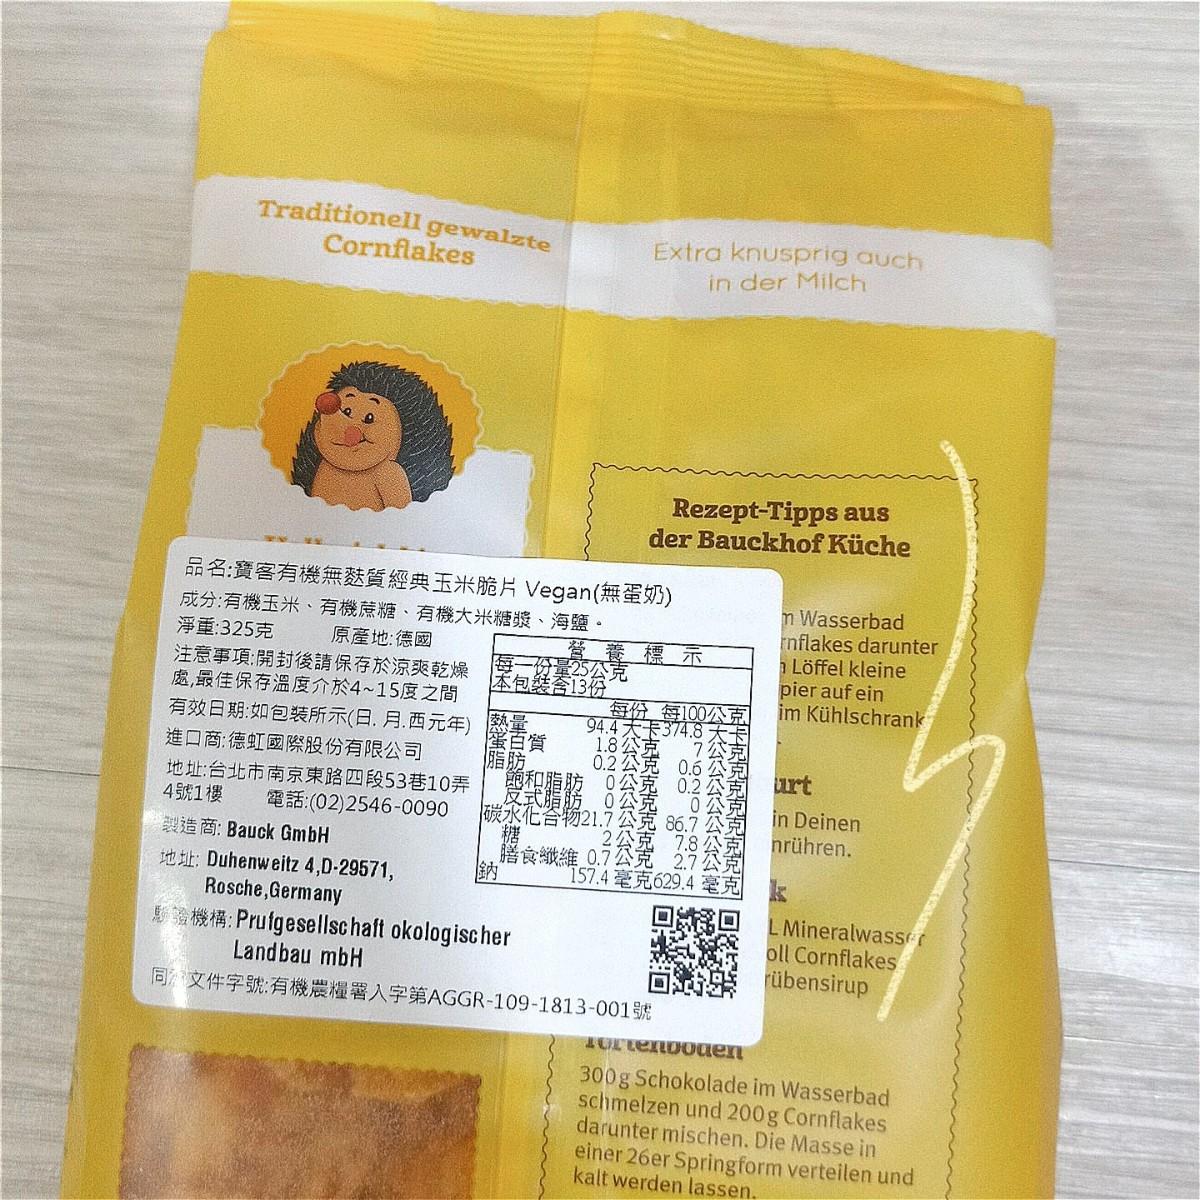 Traditionell gewalzte
Cornflakes
Extra knusprig auch
in der Milch
Rezept-Tipps aus
der Bauckhof Küche
m Wasserbad
rnflakes darunter
Löffel kleine
pier auf ein
im Kühlschrank
urt
in Deinen
nrühren.
k
L Mineralwasser
oll Cornflakes
rübensirup
Tortenboden
300g Schokolade im Wasserbad
schmelzen und 200g Cornflakes
darunter mischen. Die Masse in
einer 26er Springform verteilen und
kalt werden lassen.
品名:寶客有機無麩質經典玉米脆片 Vegan(無蛋奶)
成分:有機玉米、有機蔗糖、有機大米糖漿、海鹽。
淨重:325克 原產地:德國
注意事項:開封後請保存於涼爽乾燥
處,最佳保存溫度介於4~15度之間
有效日期:如包裝所示(日.月.西元年)
進口商:德虹國際股份有限公司
地址:台北市南京東路四段53巷10弄
4號1樓 電話:(02)2546-0090
製造商: Bauck GmbH
地址: Duhenweitz 4,D-29571,
Rosche,Germany
驗證機構:Prufgesellschaft okologischer
Landbau mbH
同意文件字號:有機農糧署入字第AGGR-109-1813-001號
營養標示
每一份量25公克
本包裝含13份
每份 每100公克
熱量 94.4 大卡 374.8 大卡
蛋白質 1.8 公克 7 公克
脂肪 0.2 公克 0.6 公克
飽和脂肪 0 公克 0.2 公克
反式脂肪 0 公克 0 公克
碳水化合物 21.7 公克 86.7 公克
糖 2 公克 7.8 公克
膳食纖維 0.7 公克 2.7 公克
鈉 157.4 毫克 629.4 毫克